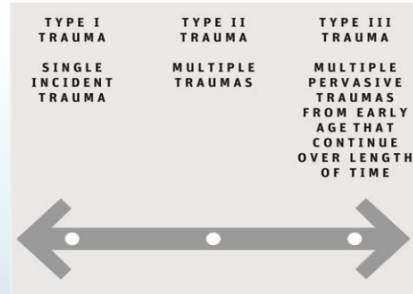 TYPE I
TRAUMA
SINGLE
INCIDENT
TRAUMA
TYPE II
TRAUMA
MULTIPLE
TRAUMAS
TYPE III
TRAUMA
MULTIPLE
PERVASIVE
TRAUMAS
FROM EARLY
AGE THAT
CONTINUE
OVER LENGTH
OF TIME